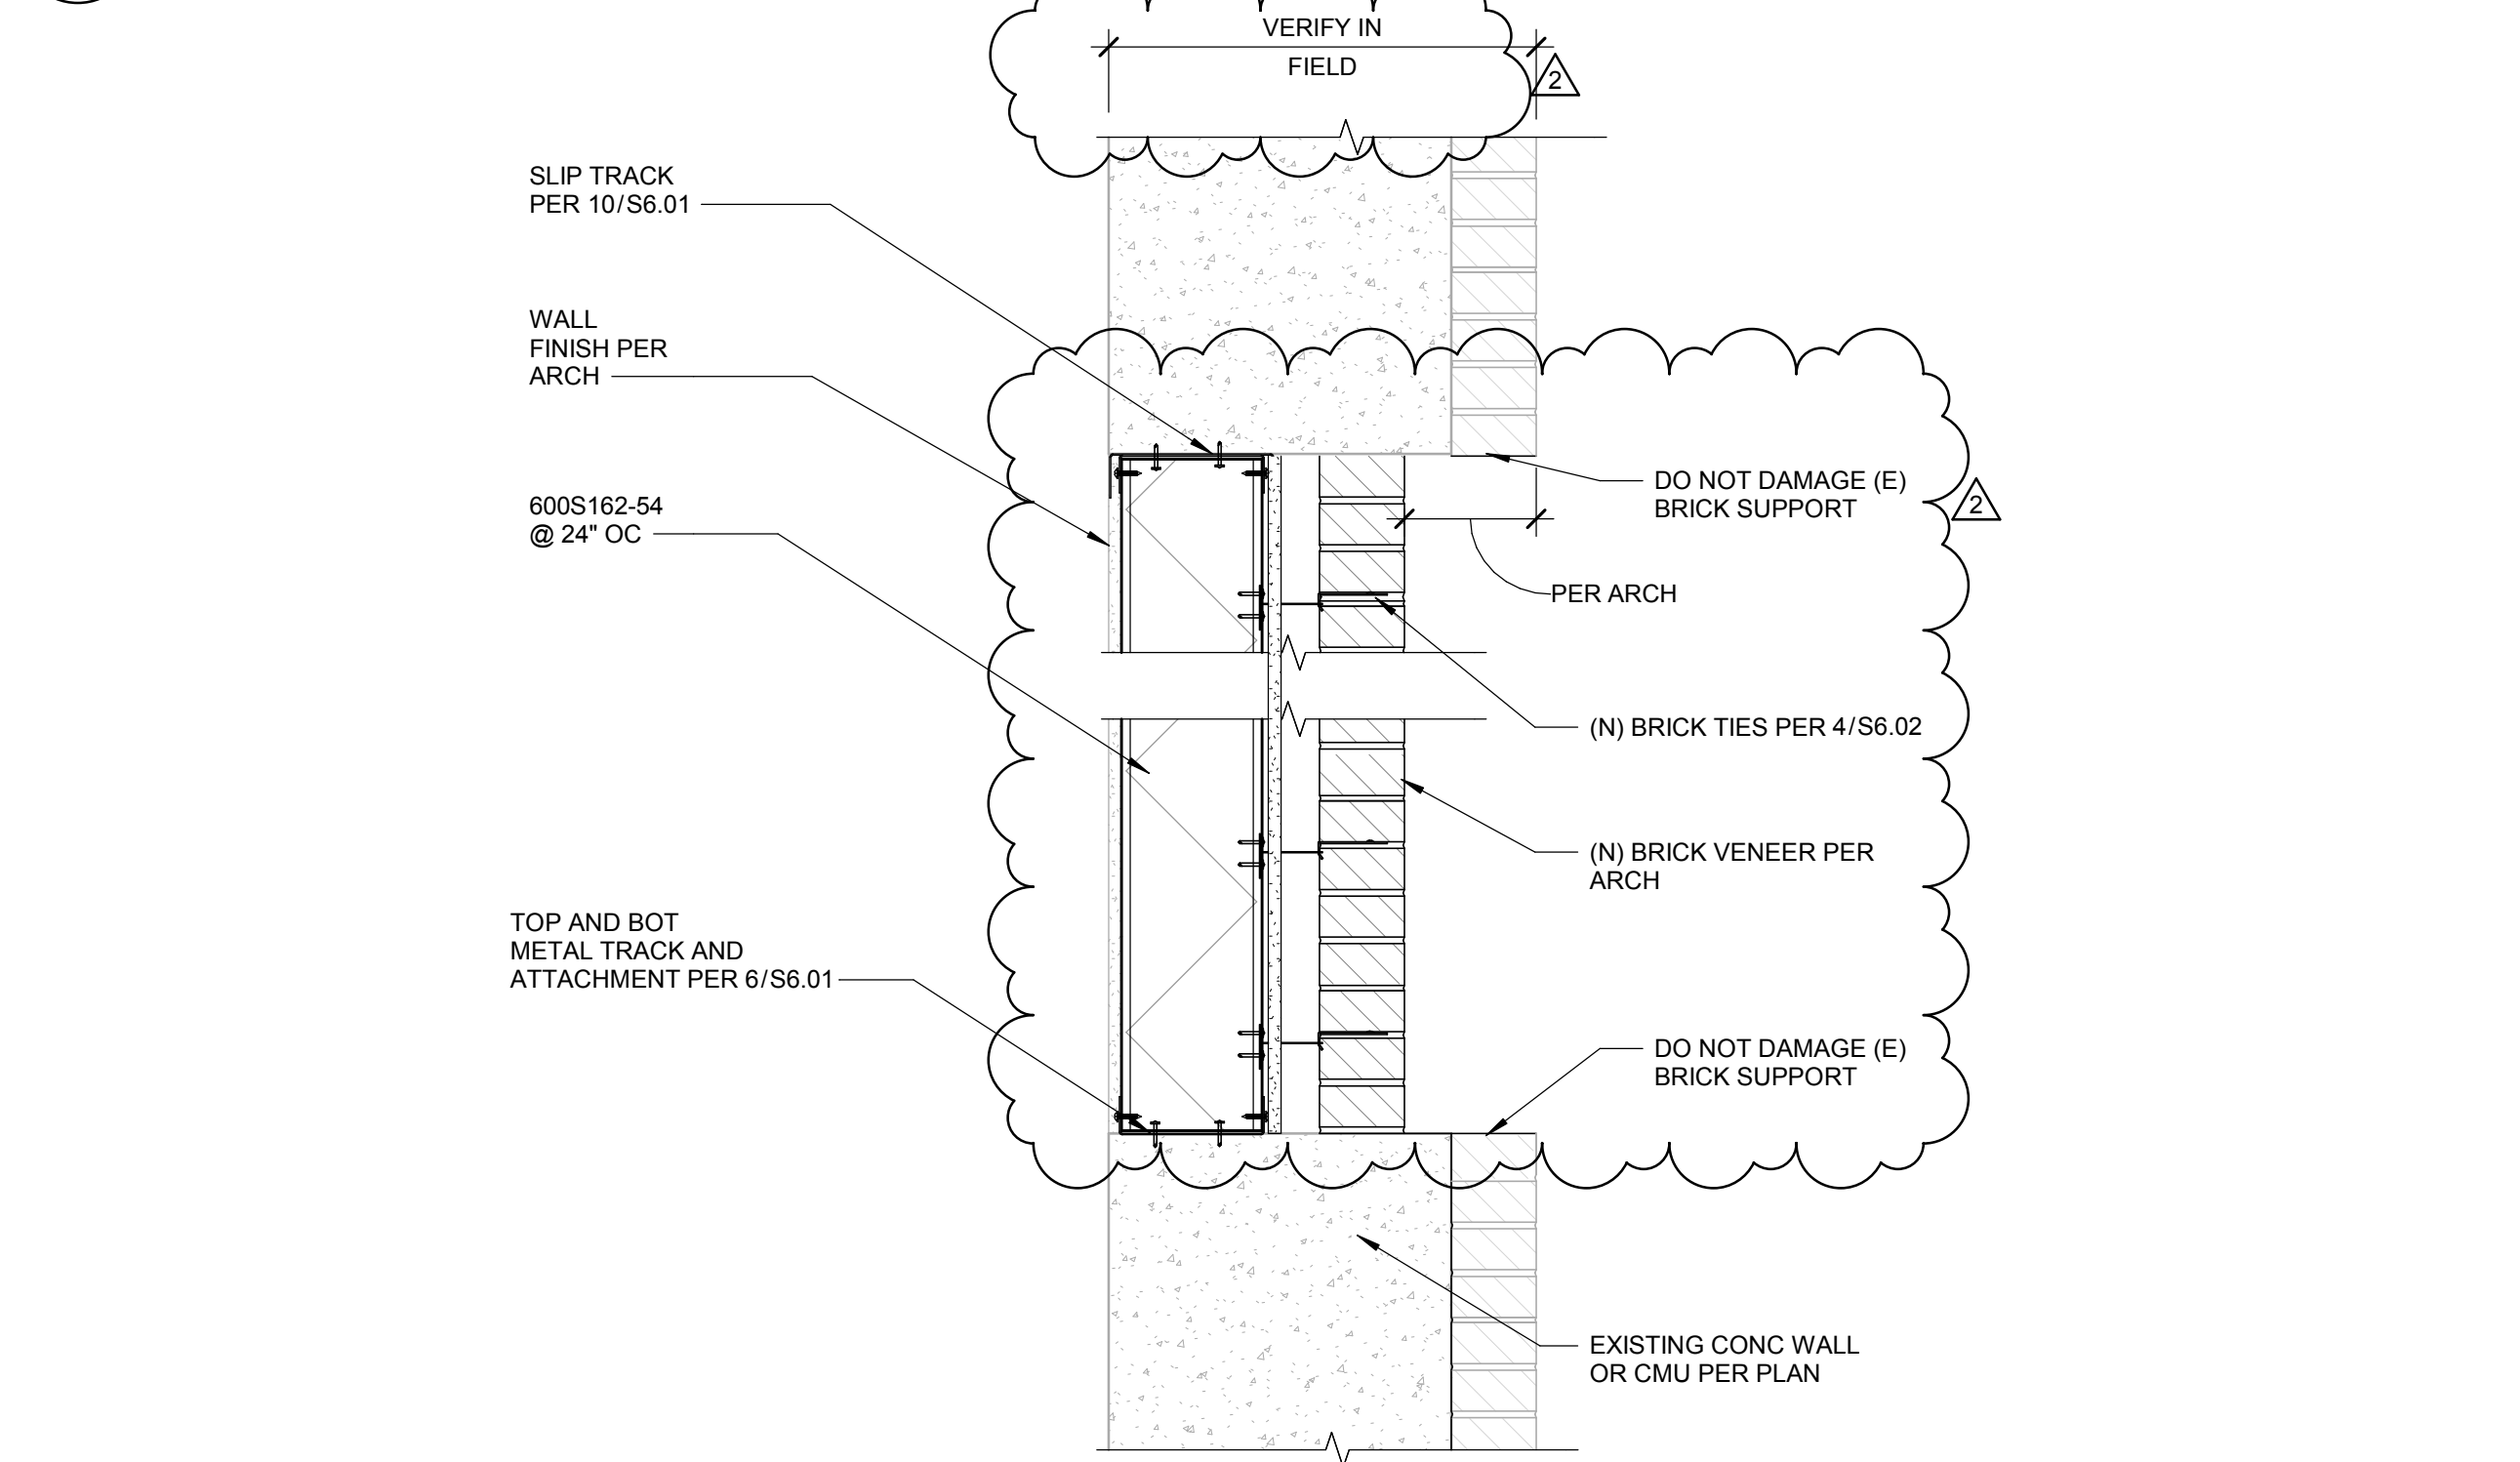 VERIFY IN
FIELD
2
SLIP TRACK
PER 10/S6.01
WALL
FINISH PER
ARCH
600S162-54
@ 24" OC
DO NOT DAMAGE (E)
BRICK SUPPORT
2
PER ARCH
(N) BRICK TIES PER 4/S6.02
(N) BRICK VENEER PER
ARCH
TOP AND BOT
METAL TRACK AND
ATTACHMENT PER 6/S6.01
DO NOT DAMAGE (E)
BRICK SUPPORT
EXISTING CONC WALL
OR CMU PER PLAN